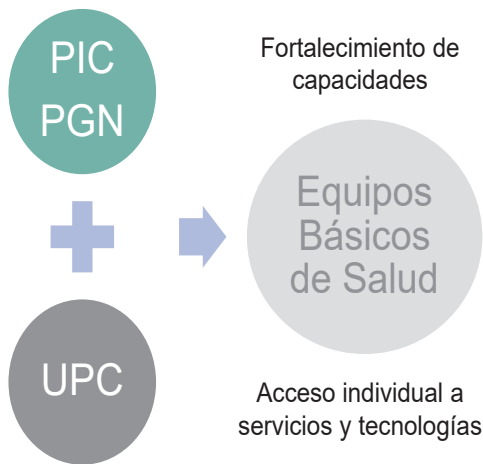 PIC
PGN
UPC
Fortalecimiento de
capacidades
Equipos
Básicos
de Salud
Acceso individual a
servicios y tecnologías